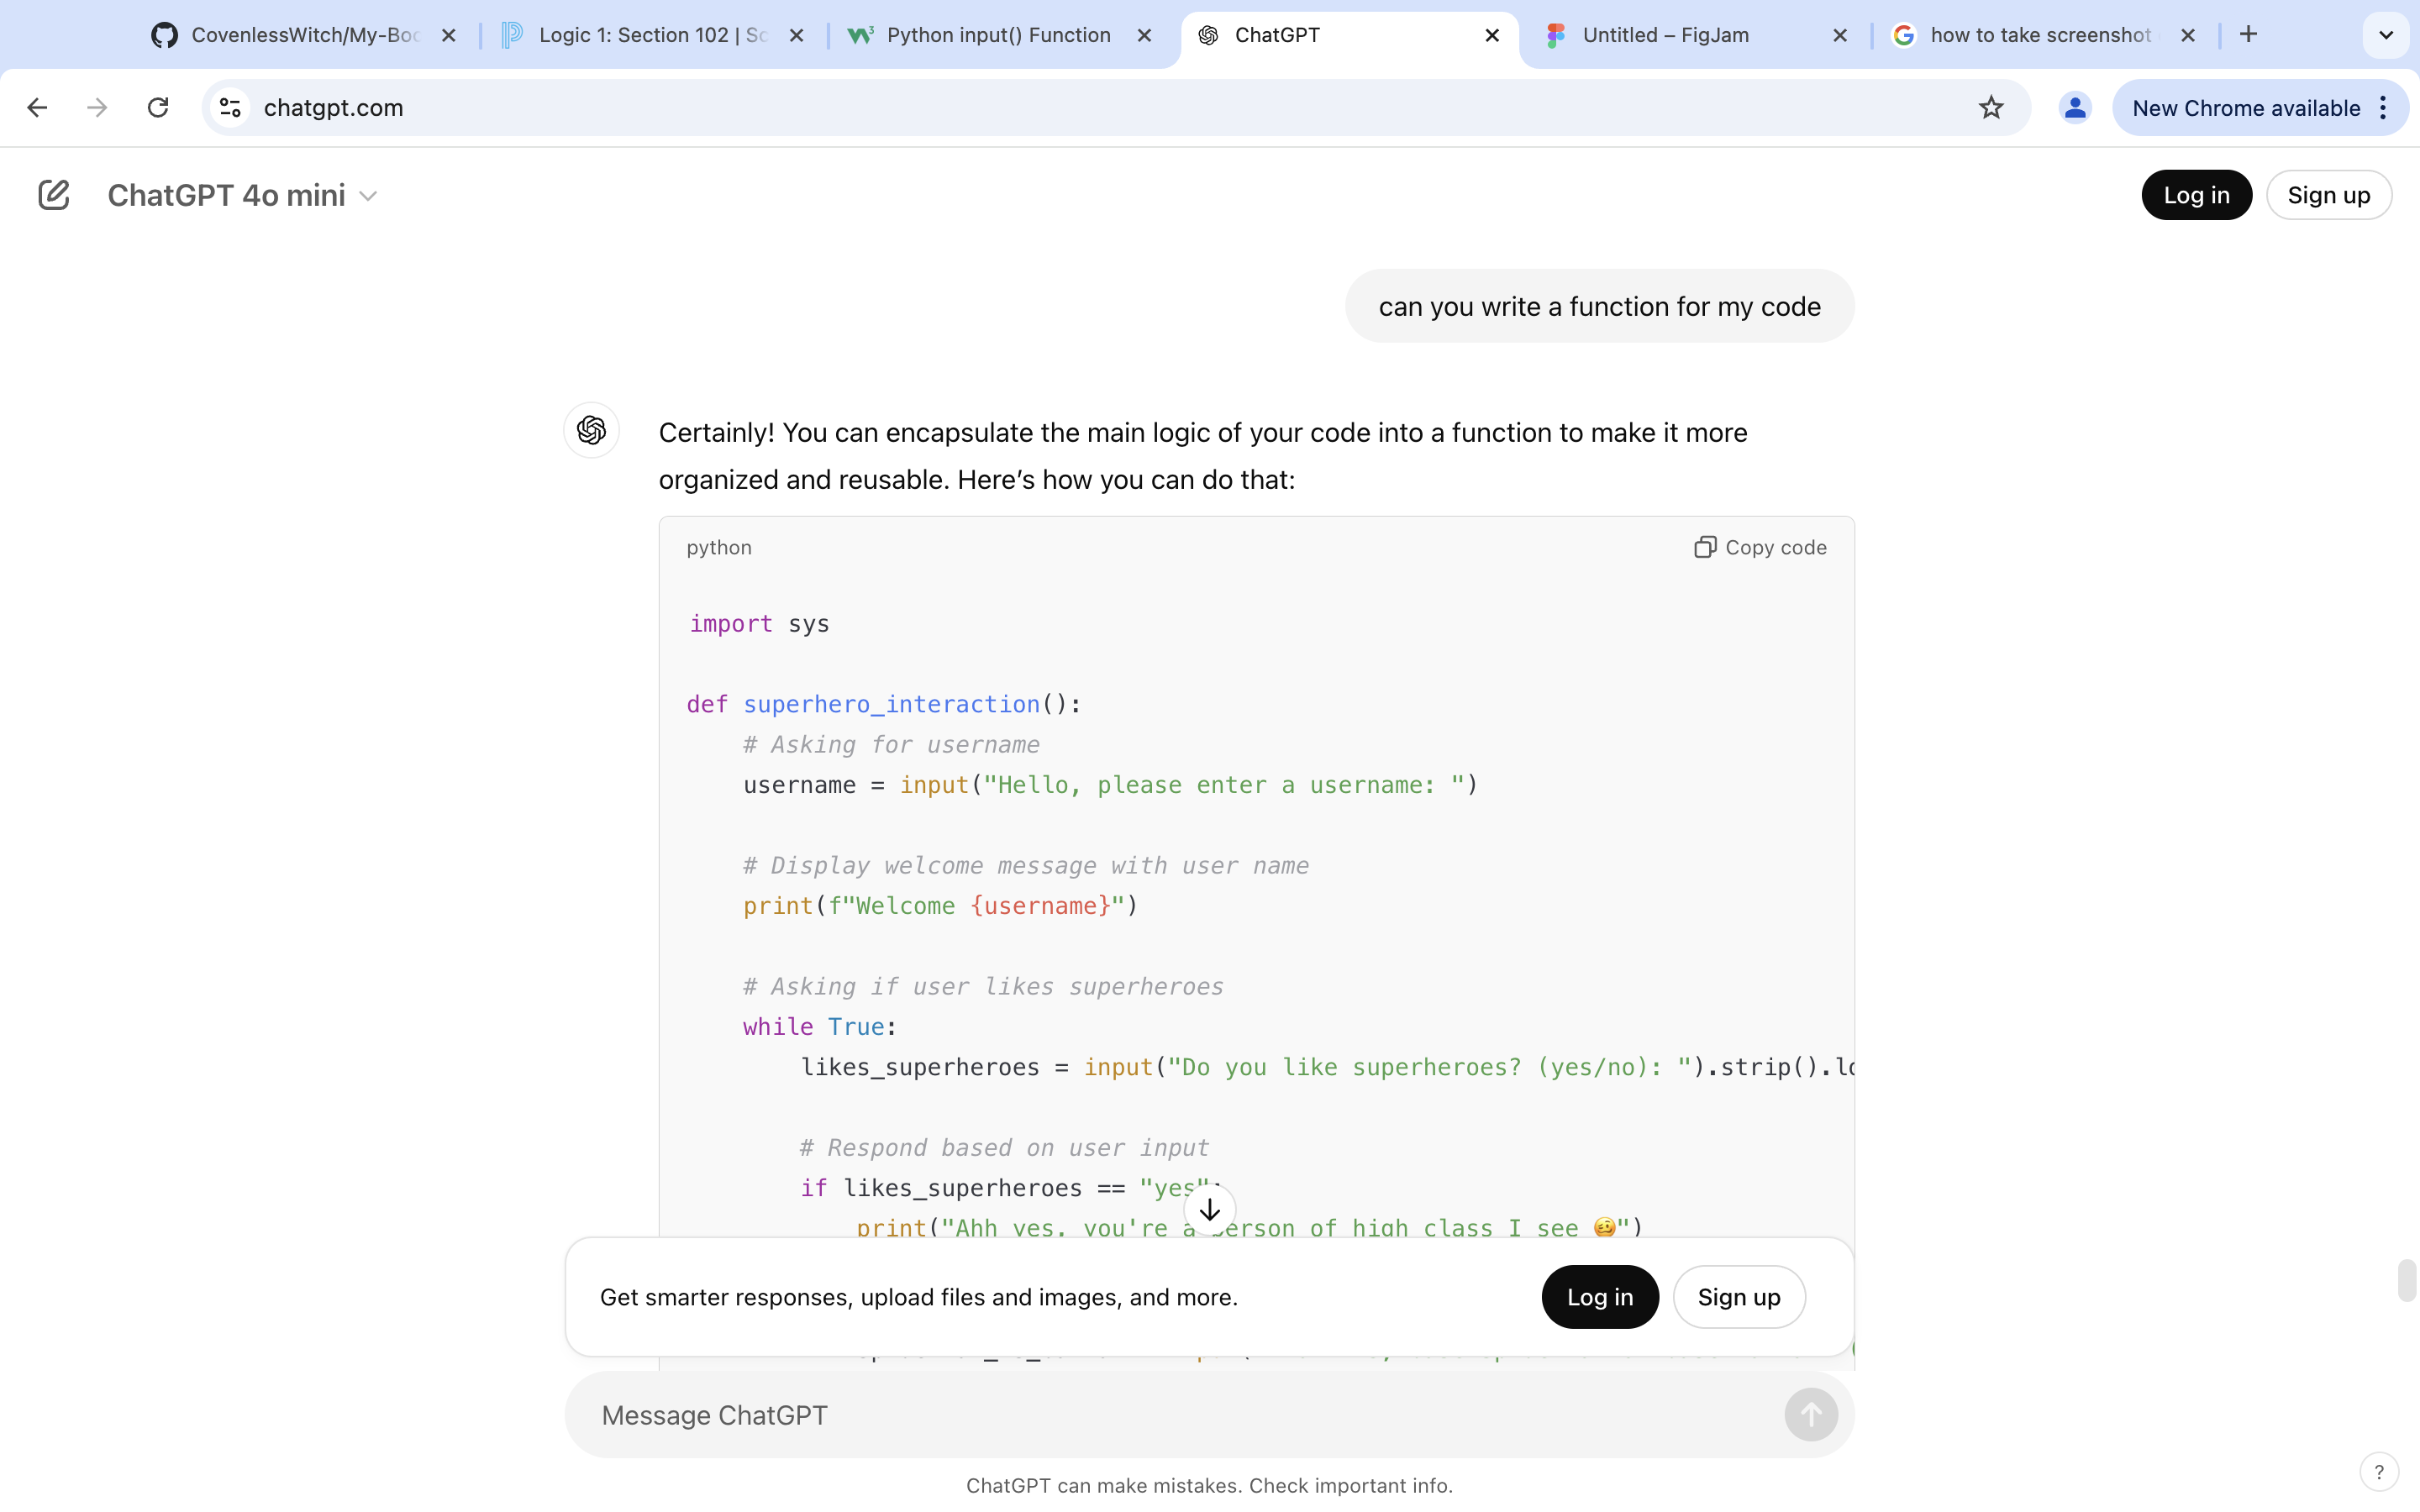 CovenlessWitch/My-Boo
Logic 1: Section 102 | Sc
Python input() Function
ChatGPT
Untitled – FigJam
how to take screenshot
chatgpt.com
New Chrome available
ChatGPT 4o mini
Log in
Sign up
can you write a function for my code
Certainly! You can encapsulate the main logic of your code into a function to make it more
organized and reusable. Here’s how you can do that:
python
Copy code
import sys
def superhero_interaction():
# Asking for username
username = input("Hello, please enter a username: ")
# Display welcome message with user name
print(f"Welcome {username}")
# Asking if user likes superheroes
while True:
likes_superheroes = input("Do you like superheroes? (yes/no): ").strip().lo
# Respond based on user input
if likes_superheroes == "yes":
print("Ahh yes, you're a person of high class I see 🥴")
Get smarter responses, upload files and images, and more.
Log in
Sign up
Message ChatGPT
ChatGPT can make mistakes. Check important info.
?